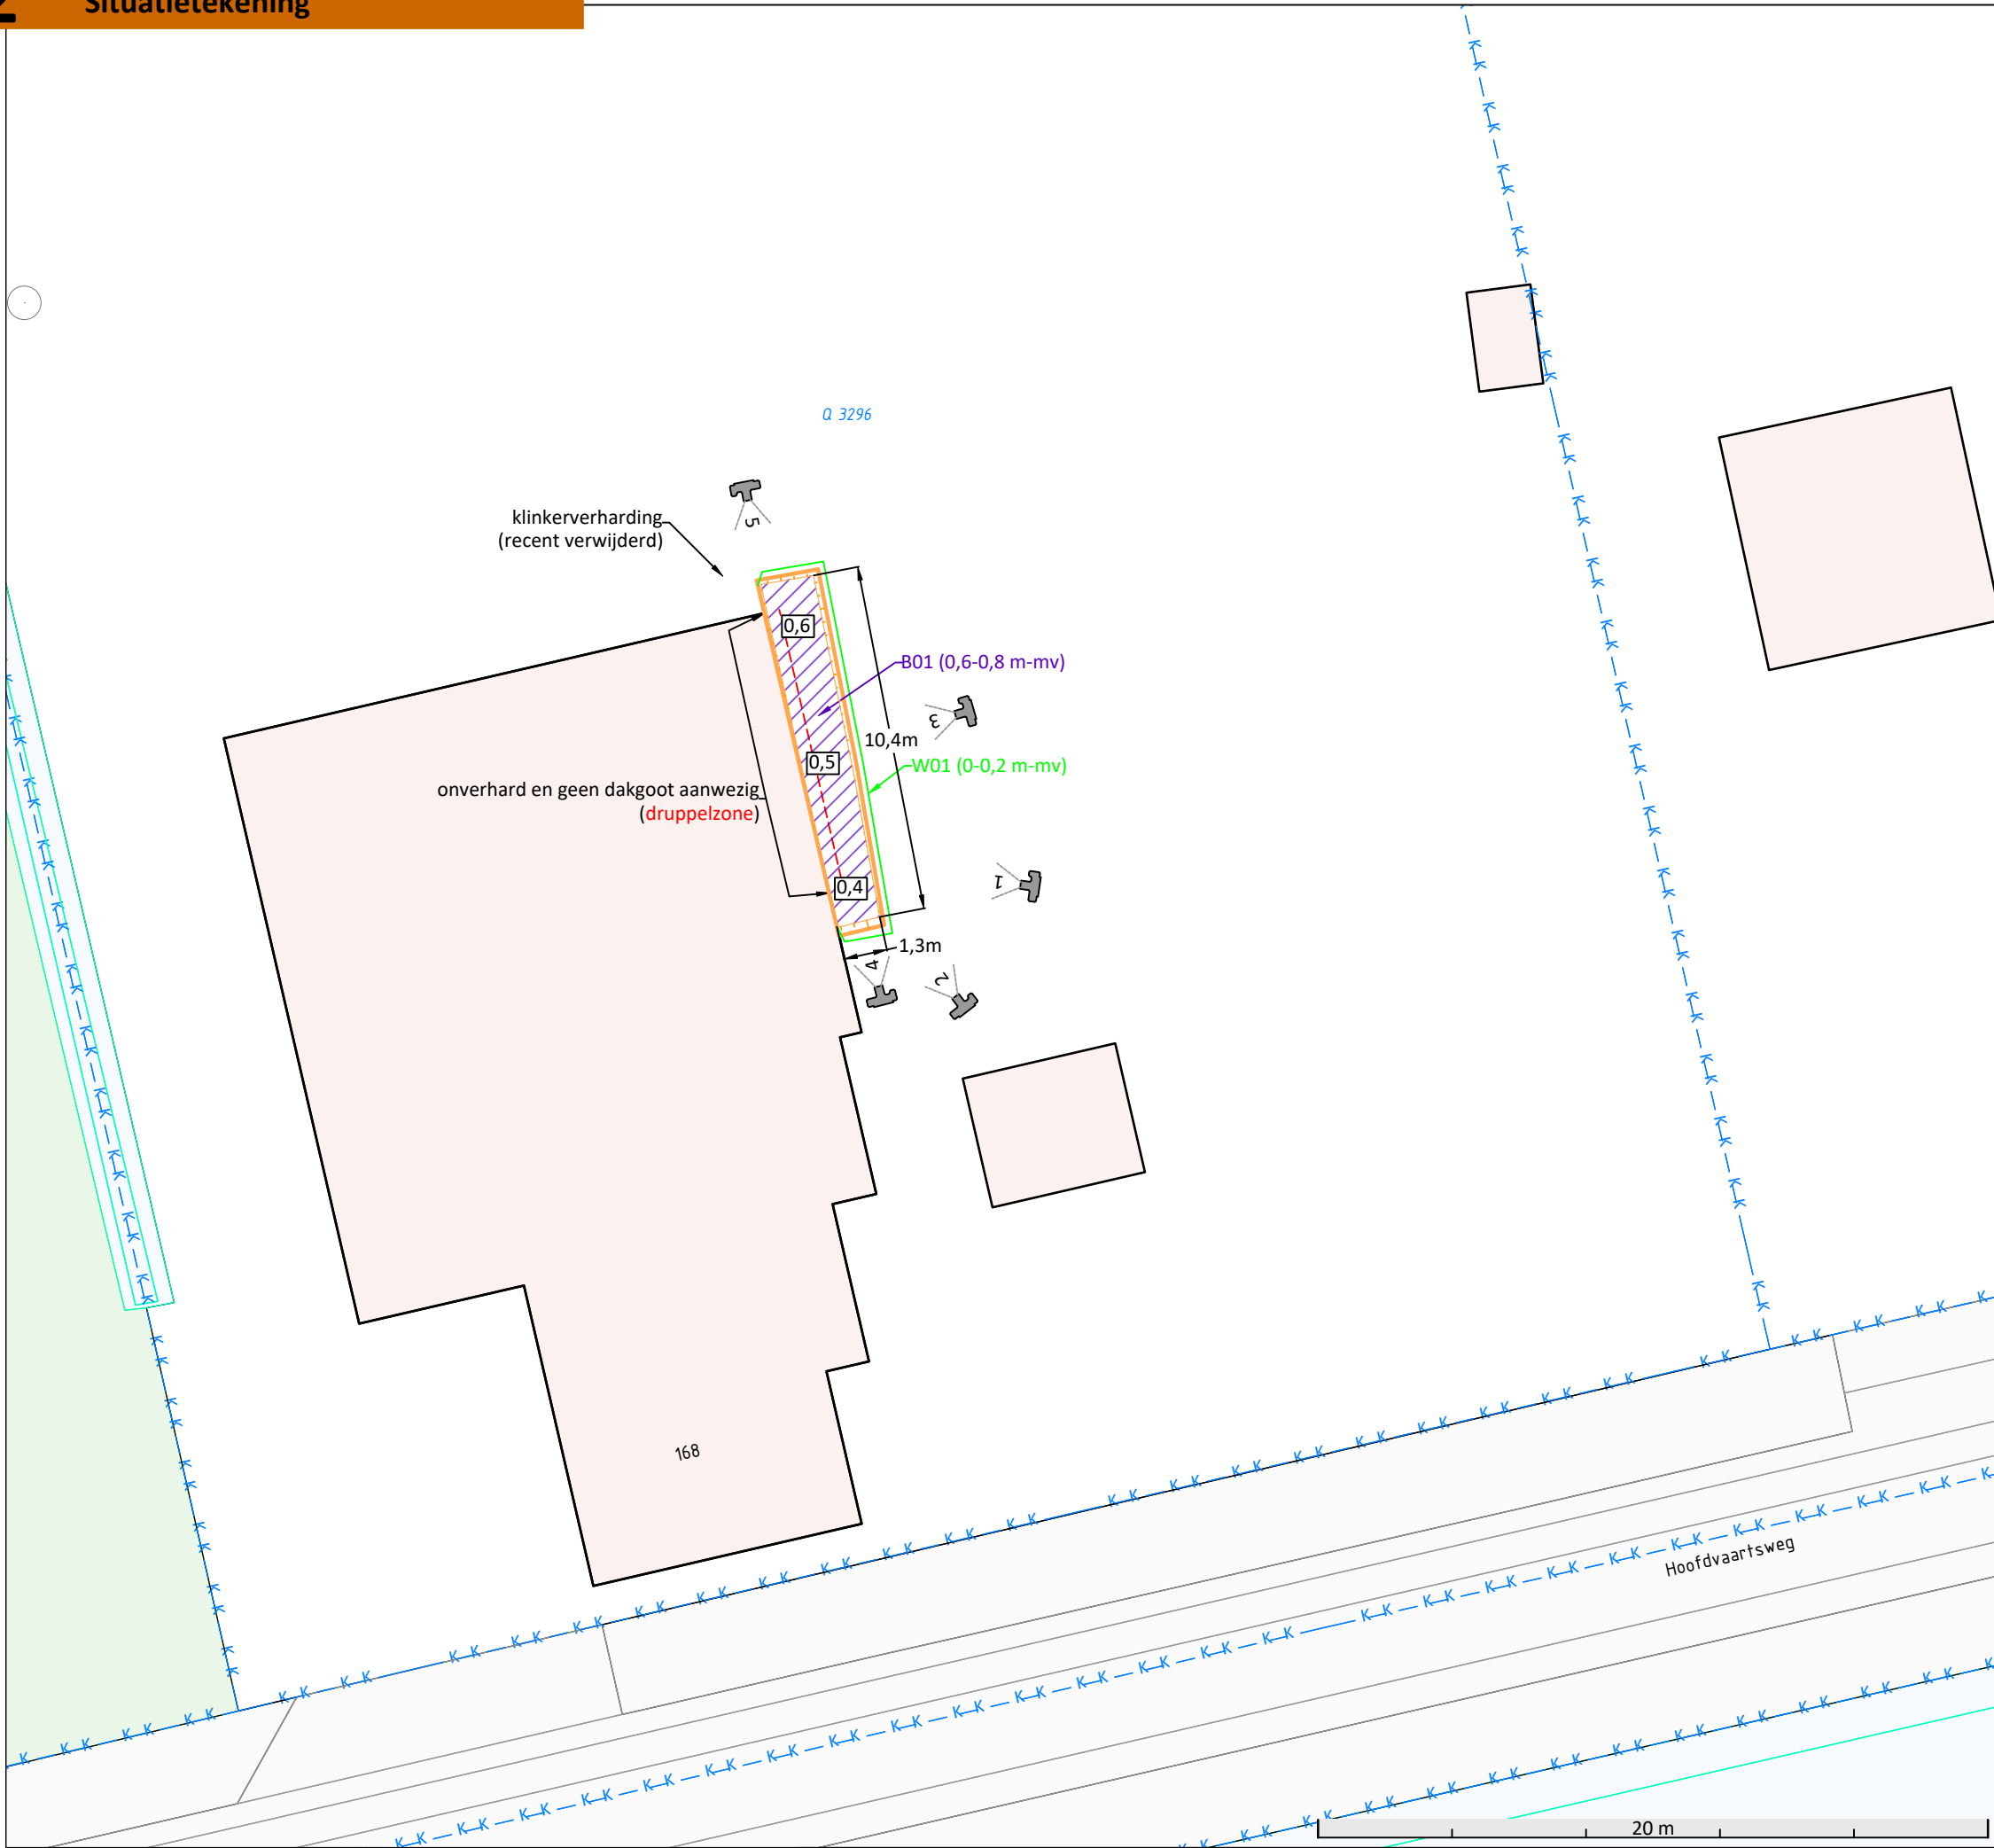 Situatietekening
Q 3296
klinkerverharding
(recent verwijderd)
5
0,6
B01 (0,6-0,8 m-mv)
3
10,4m
0,5
W01 (0-0,2 m-mv)
onverhard en geen dakgoot aanwezig
(druppelzone)
1
0,4
1,3m
4
2
168
Hoofdvaartsweg
20 m